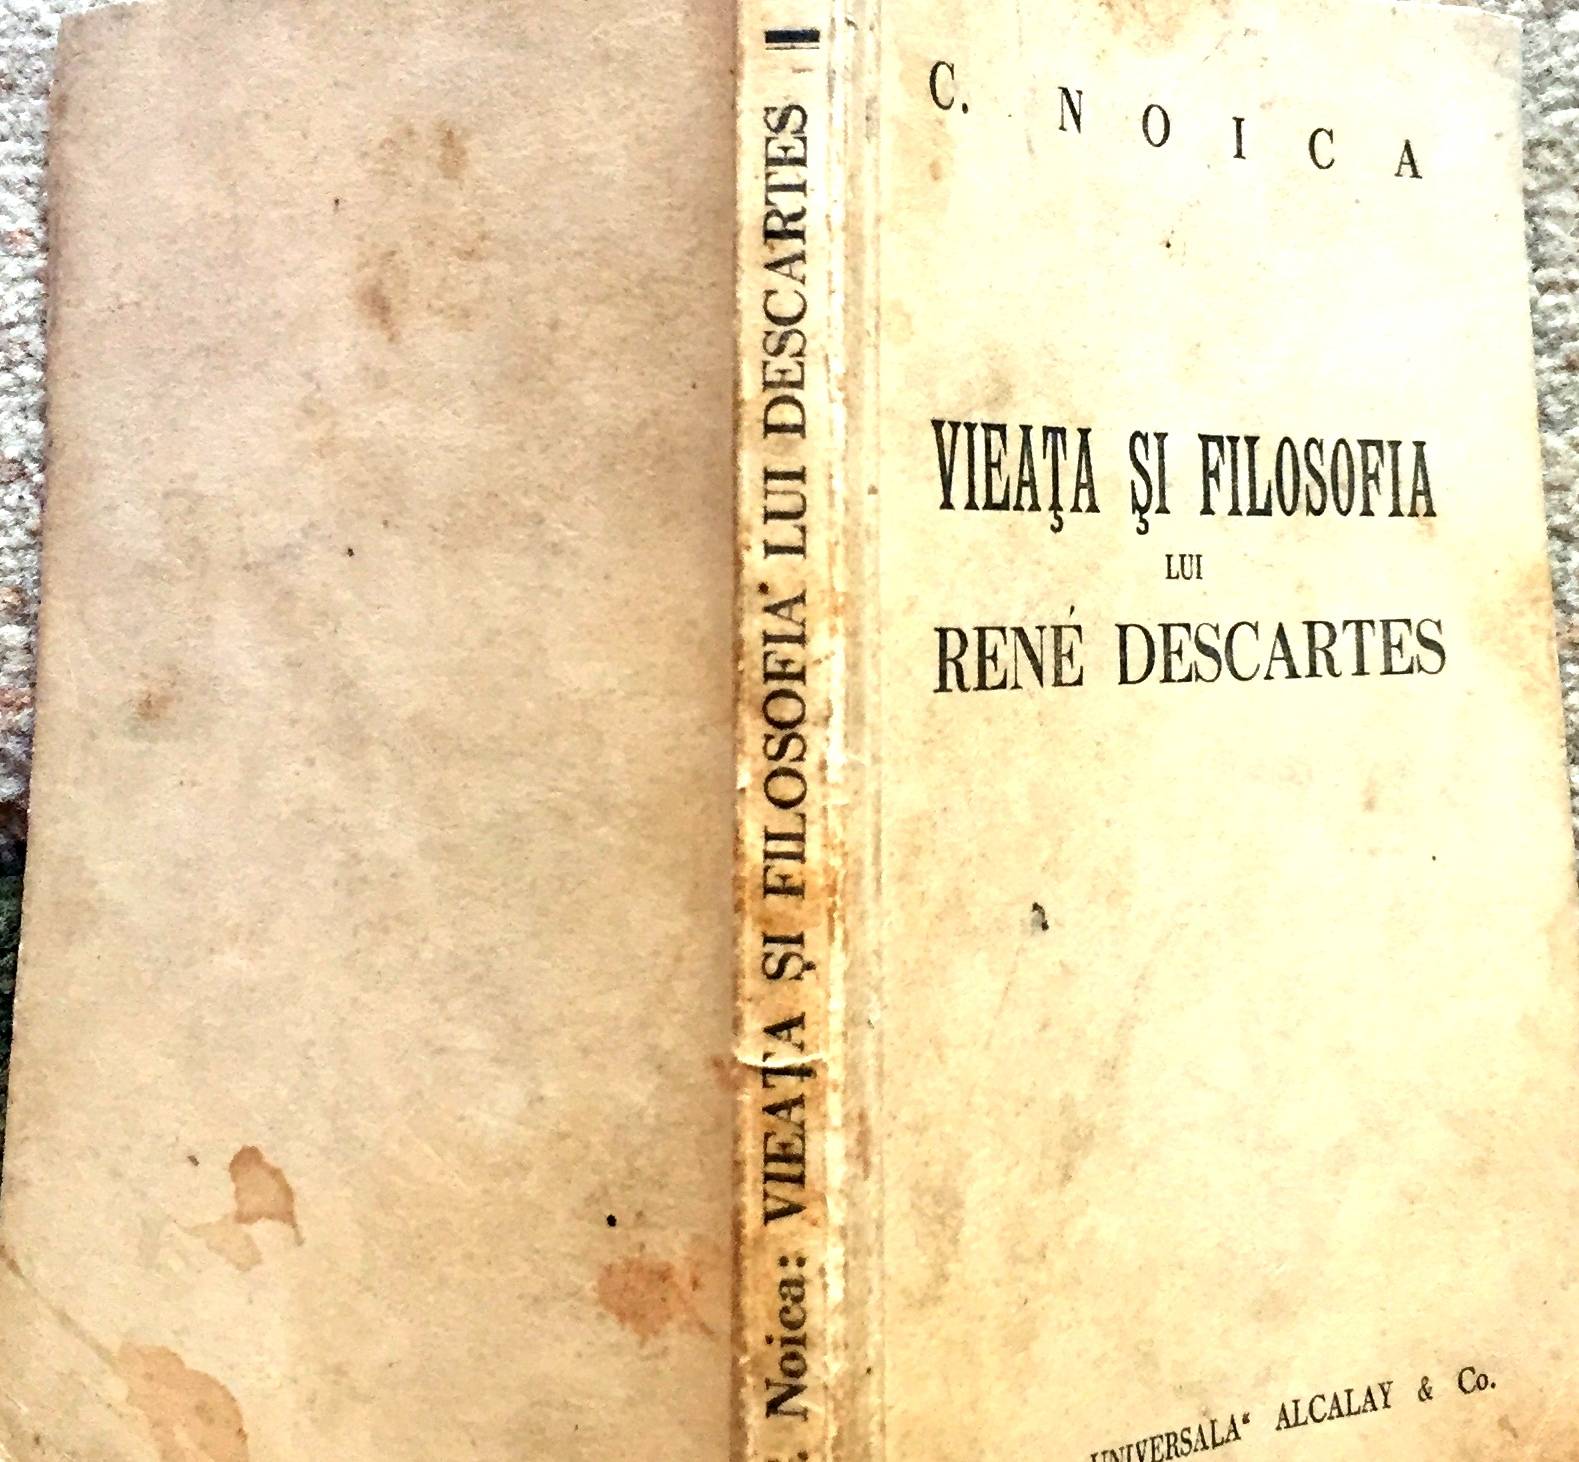 C. NOICA
VIEAŢA ŞI FILOSOFIA
LUI
RENÉ DESCARTES
UNIVERSALA“ ALCALAY & Co.
C. Noica: VIEAŢA ŞI FILOSOFIA LUI DESCARTES